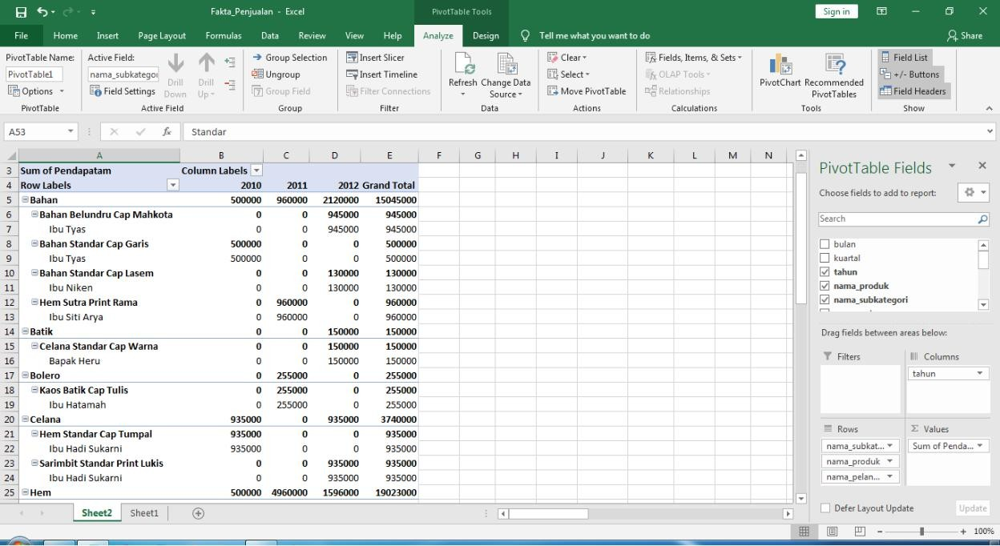 Fakta_Penjualan - Excel
PivotTable Tools
Sign in
File Home Insert Page Layout Formulas Data Review View Help Analyze Design Tell me what you want to do Share
PivotTable Name: Active Field:
PivotTable1 nama_subkategoi
Options Field Settings
Drill Down Drill Up
Group Selection
Ungroup
Group Field
Insert Slicer
Insert Timeline
Filter Connections
Refresh Change Data Source
Clear
Select
Move PivotTable
Fields, Items, & Sets
OLAP Tools
Relationships
PivotChart Recommended PivotTables
Field List
+/- Buttons
Field Headers
PivotTable Active Field Group Filter Data Actions Calculations Tools Show
A53 fx Standar
A B C D E F G H I J K L M N
3 Sum of Pendapatam Column Labels
4 Row Labels 2010 2011 2012 Grand Total
5 Bahan 500000 960000 2120000 15045000
6 Bahan Belundru Cap Mahkota 0 0 945000 945000
7 Ibu Tyas 0 0 945000 945000
8 Bahan Standar Cap Garis 500000 0 0 500000
9 Ibu Tyas 500000 0 0 500000
10 Bahan Standar Cap Lasem 0 0 130000 130000
11 Ibu Niken 0 0 130000 130000
12 Hem Sutra Print Rama 0 960000 0 960000
13 Ibu Siti Arya 0 960000 0 960000
14 Batik 0 0 150000 150000
15 Celana Standar Cap Warna 0 0 150000 150000
16 Bapak Heru 0 0 150000 150000
17 Bolero 0 255000 0 255000
18 Kaos Batik Cap Tulis 0 255000 0 255000
19 Ibu Hatamah 0 255000 0 255000
20 Celana 935000 0 935000 3740000
21 Hem Standar Cap Tumpal 935000 0 0 935000
22 Ibu Hadi Sukarni 935000 0 0 935000
23 Sarimbit Standar Print Lukis 0 0 935000 935000
24 Ibu Hadi Sukarni 0 0 935000 935000
25 Hem 500000 4960000 1596000 19023000
Sheet2 Sheet1
PivotTable Fields
Choose fields to add to report:
Search
bulan
kuartal
tahun
nama_produk
nama_subkategori
Drag fields between areas below:
Filters Columns
tahun
Rows Σ Values
nama_subkat... Sum of Penda...
nama_produk
nama_pelan...
Defer Layout Update Update
100%